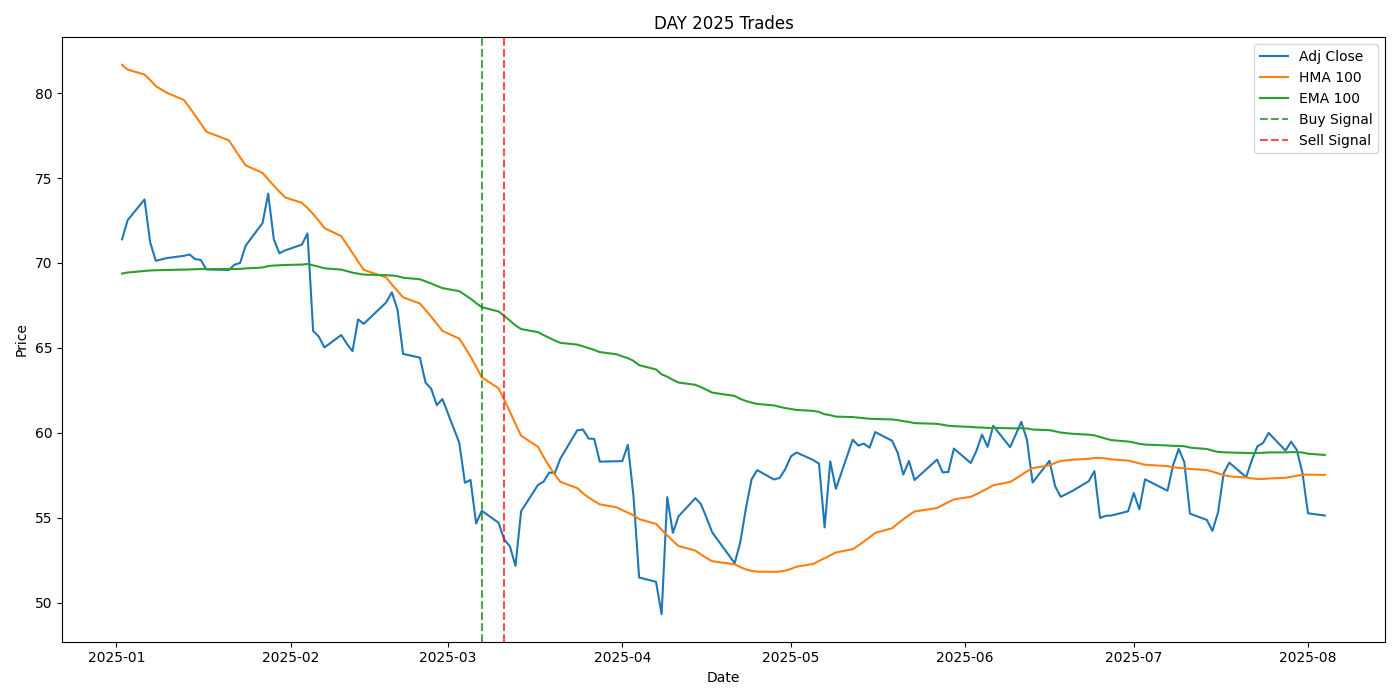 DAY 2025 Trades
Adj Close
HMA 100
EMA 100
Buy Signal
Sell Signal
Price
80
75
70
65
60
55
50
2025-01 2025-02 2025-03 2025-04 2025-05 2025-06 2025-07 2025-08
Date